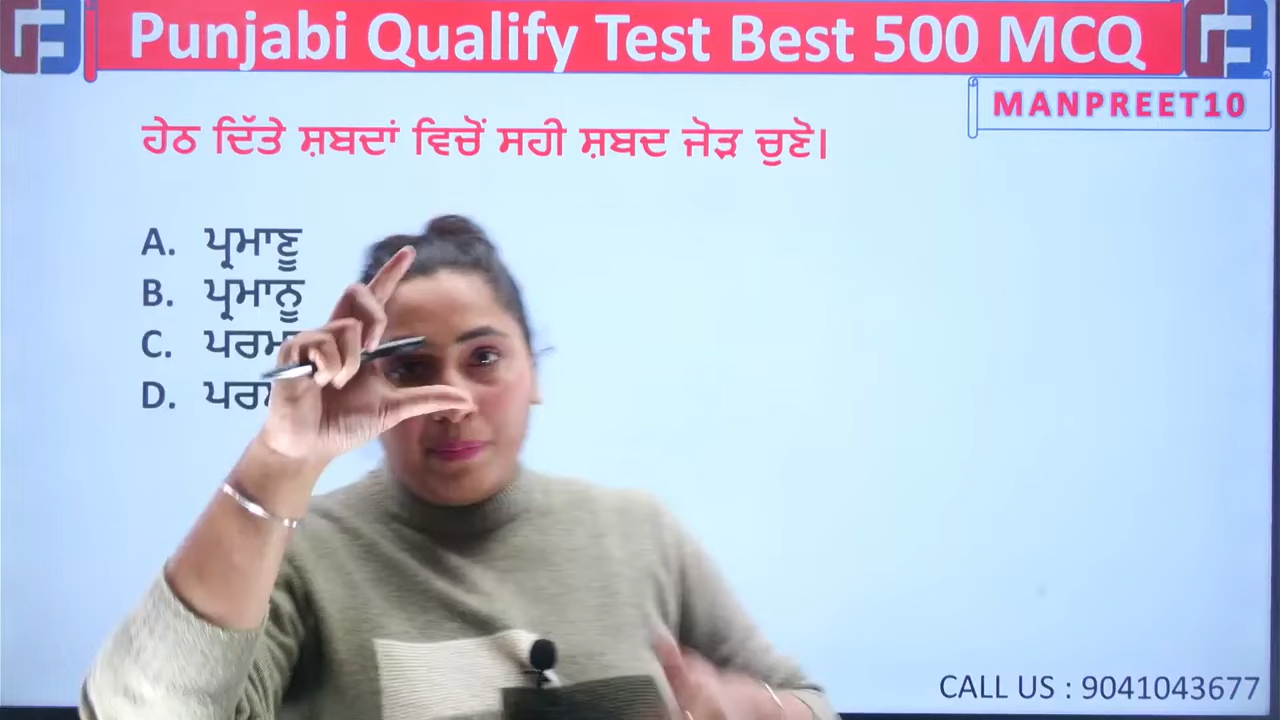 Punjabi Qualify Test Best 500 MCQ
MANPREET10
ਹੇਠ ਦਿੱਤੇ ਸ਼ਬਦਾਂ ਵਿਚੋਂ ਸਹੀ ਸ਼ਬਦ ਜੋੜ ਚੁਣੋ।
A. ਪ੍ਰਮਾਣੂ
B. ਪ੍ਰਮਾਨੂ
C.
D.
CALL US : 9041043677